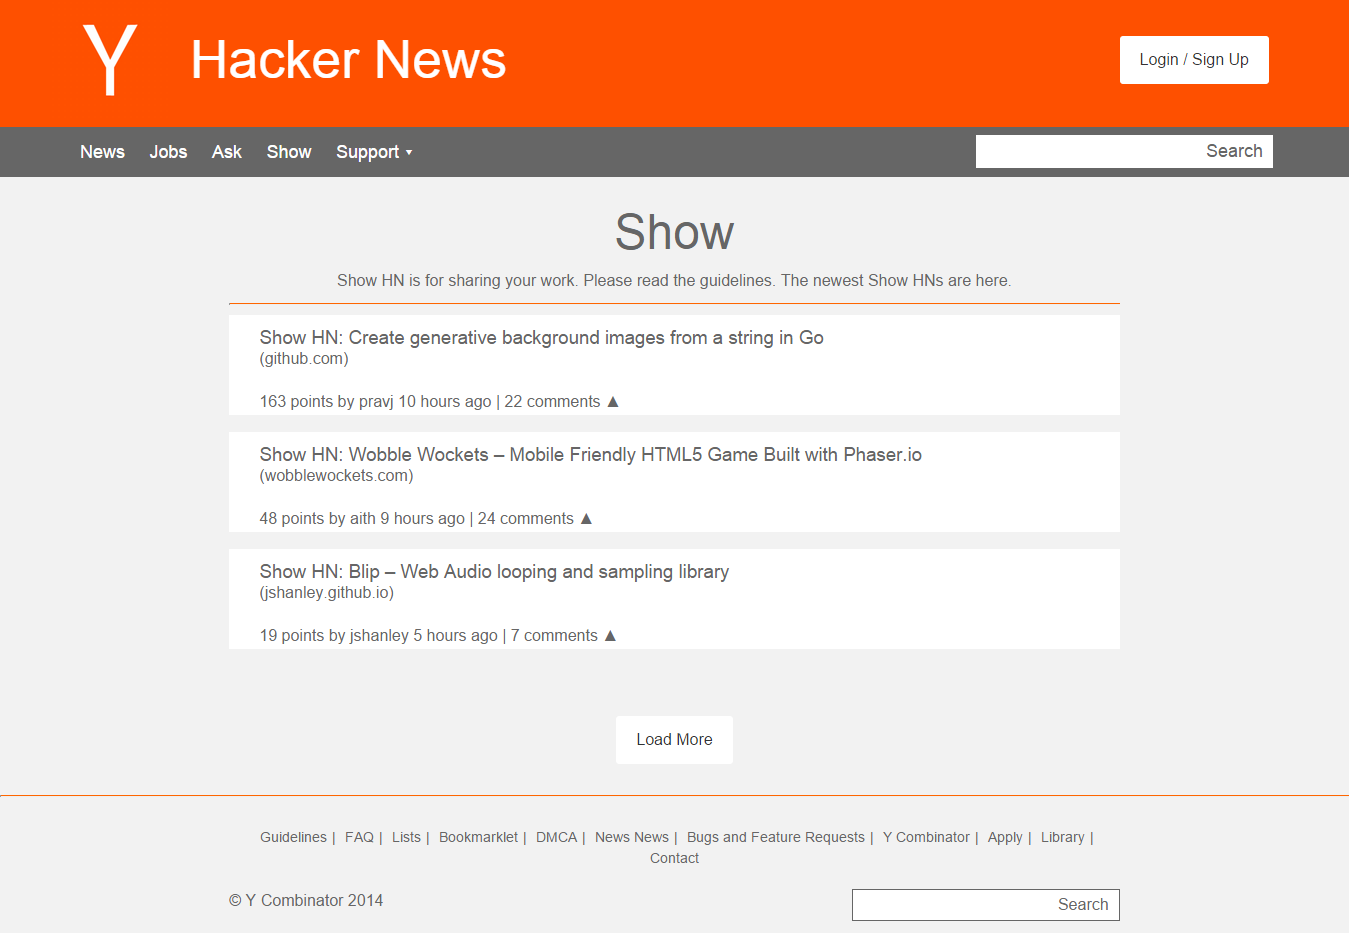 Y Hacker News
Login / Sign Up
News Jobs Ask Show Support ▾
Search
Show
Show HN is for sharing your work. Please read the guidelines. The newest Show HNs are here.
Show HN: Create generative background images from a string in Go
(github.com)
163 points by pravj 10 hours ago | 22 comments ▲
Show HN: Wobble Wockets – Mobile Friendly HTML5 Game Built with Phaser.io
(wobblewockets.com)
48 points by aith 9 hours ago | 24 comments ▲
Show HN: Blip – Web Audio looping and sampling library
(jshanley.github.io)
19 points by jshanley 5 hours ago | 7 comments ▲
Load More
Guidelines | FAQ | Lists | Bookmarklet | DMCA | News News | Bugs and Feature Requests | Y Combinator | Apply | Library |
Contact
© Y Combinator 2014
Search